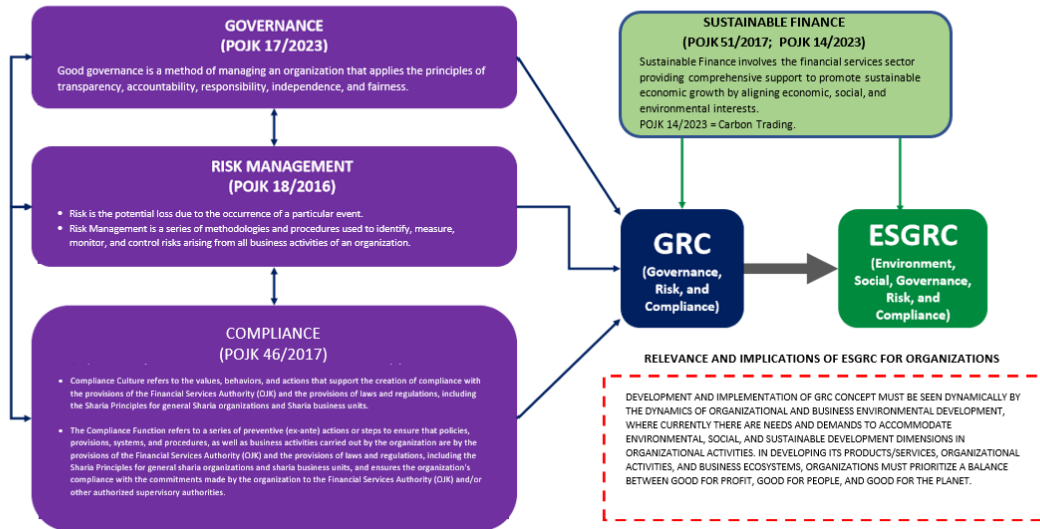 GOVERNANCE
(POJK 17/2023)
Good governance is a method of managing an organization that applies the principles of
transparency, accountability, responsibility, independence, and fairness.
RISK MANAGEMENT
(POJK 18/2016)
• Risk is the potential loss due to the occurrence of a particular event.
• Risk Management is a series of methodologies and procedures used to identify, measure,
monitor, and control risks arising from all business activities of an organization.
COMPLIANCE
(POJK 46/2017)
• Compliance Culture refers to the values, behaviors, and actions that support the creation of compliance with
the provisions of the Financial Services Authority (OJK) and the provisions of laws and regulations, including
the Sharia Principles for general Sharia organizations and Sharia business units.
• The Compliance Function refers to a series of preventive (ex-ante) actions or steps to ensure that policies,
provisions, systems, and procedures, as well as business activities carried out by the organization are by the
provisions of the Financial Services Authority (OJK) and the provisions of laws and regulations, including the
Sharia Principles for general sharia organizations and sharia business units, and ensures the organization's
compliance with the commitments made by the organization to the Financial Services Authority (OJK) and/or
other authorized supervisory authorities.
SUSTAINABLE FINANCE
(POJK 51/2017; POJK 14/2023)
Sustainable Finance involves the financial services sector
providing comprehensive support to promote sustainable
economic growth by aligning economic, social, and
environmental interests.
POJK 14/2023 = Carbon Trading.
GRC
(Governance,
Risk, and
Compliance)
ESGRC
(Environment,
Social, Governance,
Risk, and
Compliance)
RELEVANCE AND IMPLICATIONS OF ESGRC FOR ORGANIZATIONS
DEVELOPMENT AND IMPLEMENTATION OF GRC CONCEPT MUST BE SEEN DYNAMICALLY BY
THE DYNAMICS OF ORGANIZATIONAL AND BUSINESS ENVIRONMENTAL DEVELOPMENT,
WHERE CURRENTLY THERE ARE NEEDS AND DEMANDS TO ACCOMMODATE
ENVIRONMENTAL, SOCIAL, AND SUSTAINABLE DEVELOPMENT DIMENSIONS IN
ORGANIZATIONAL ACTIVITIES. IN DEVELOPING ITS PRODUCTS/SERVICES, ORGANIZATIONAL
ACTIVITIES, AND BUSINESS ECOSYSTEMS, ORGANIZATIONS MUST PRIORITIZE A BALANCE
BETWEEN GOOD FOR PROFIT, GOOD FOR PEOPLE, AND GOOD FOR THE PLANET.